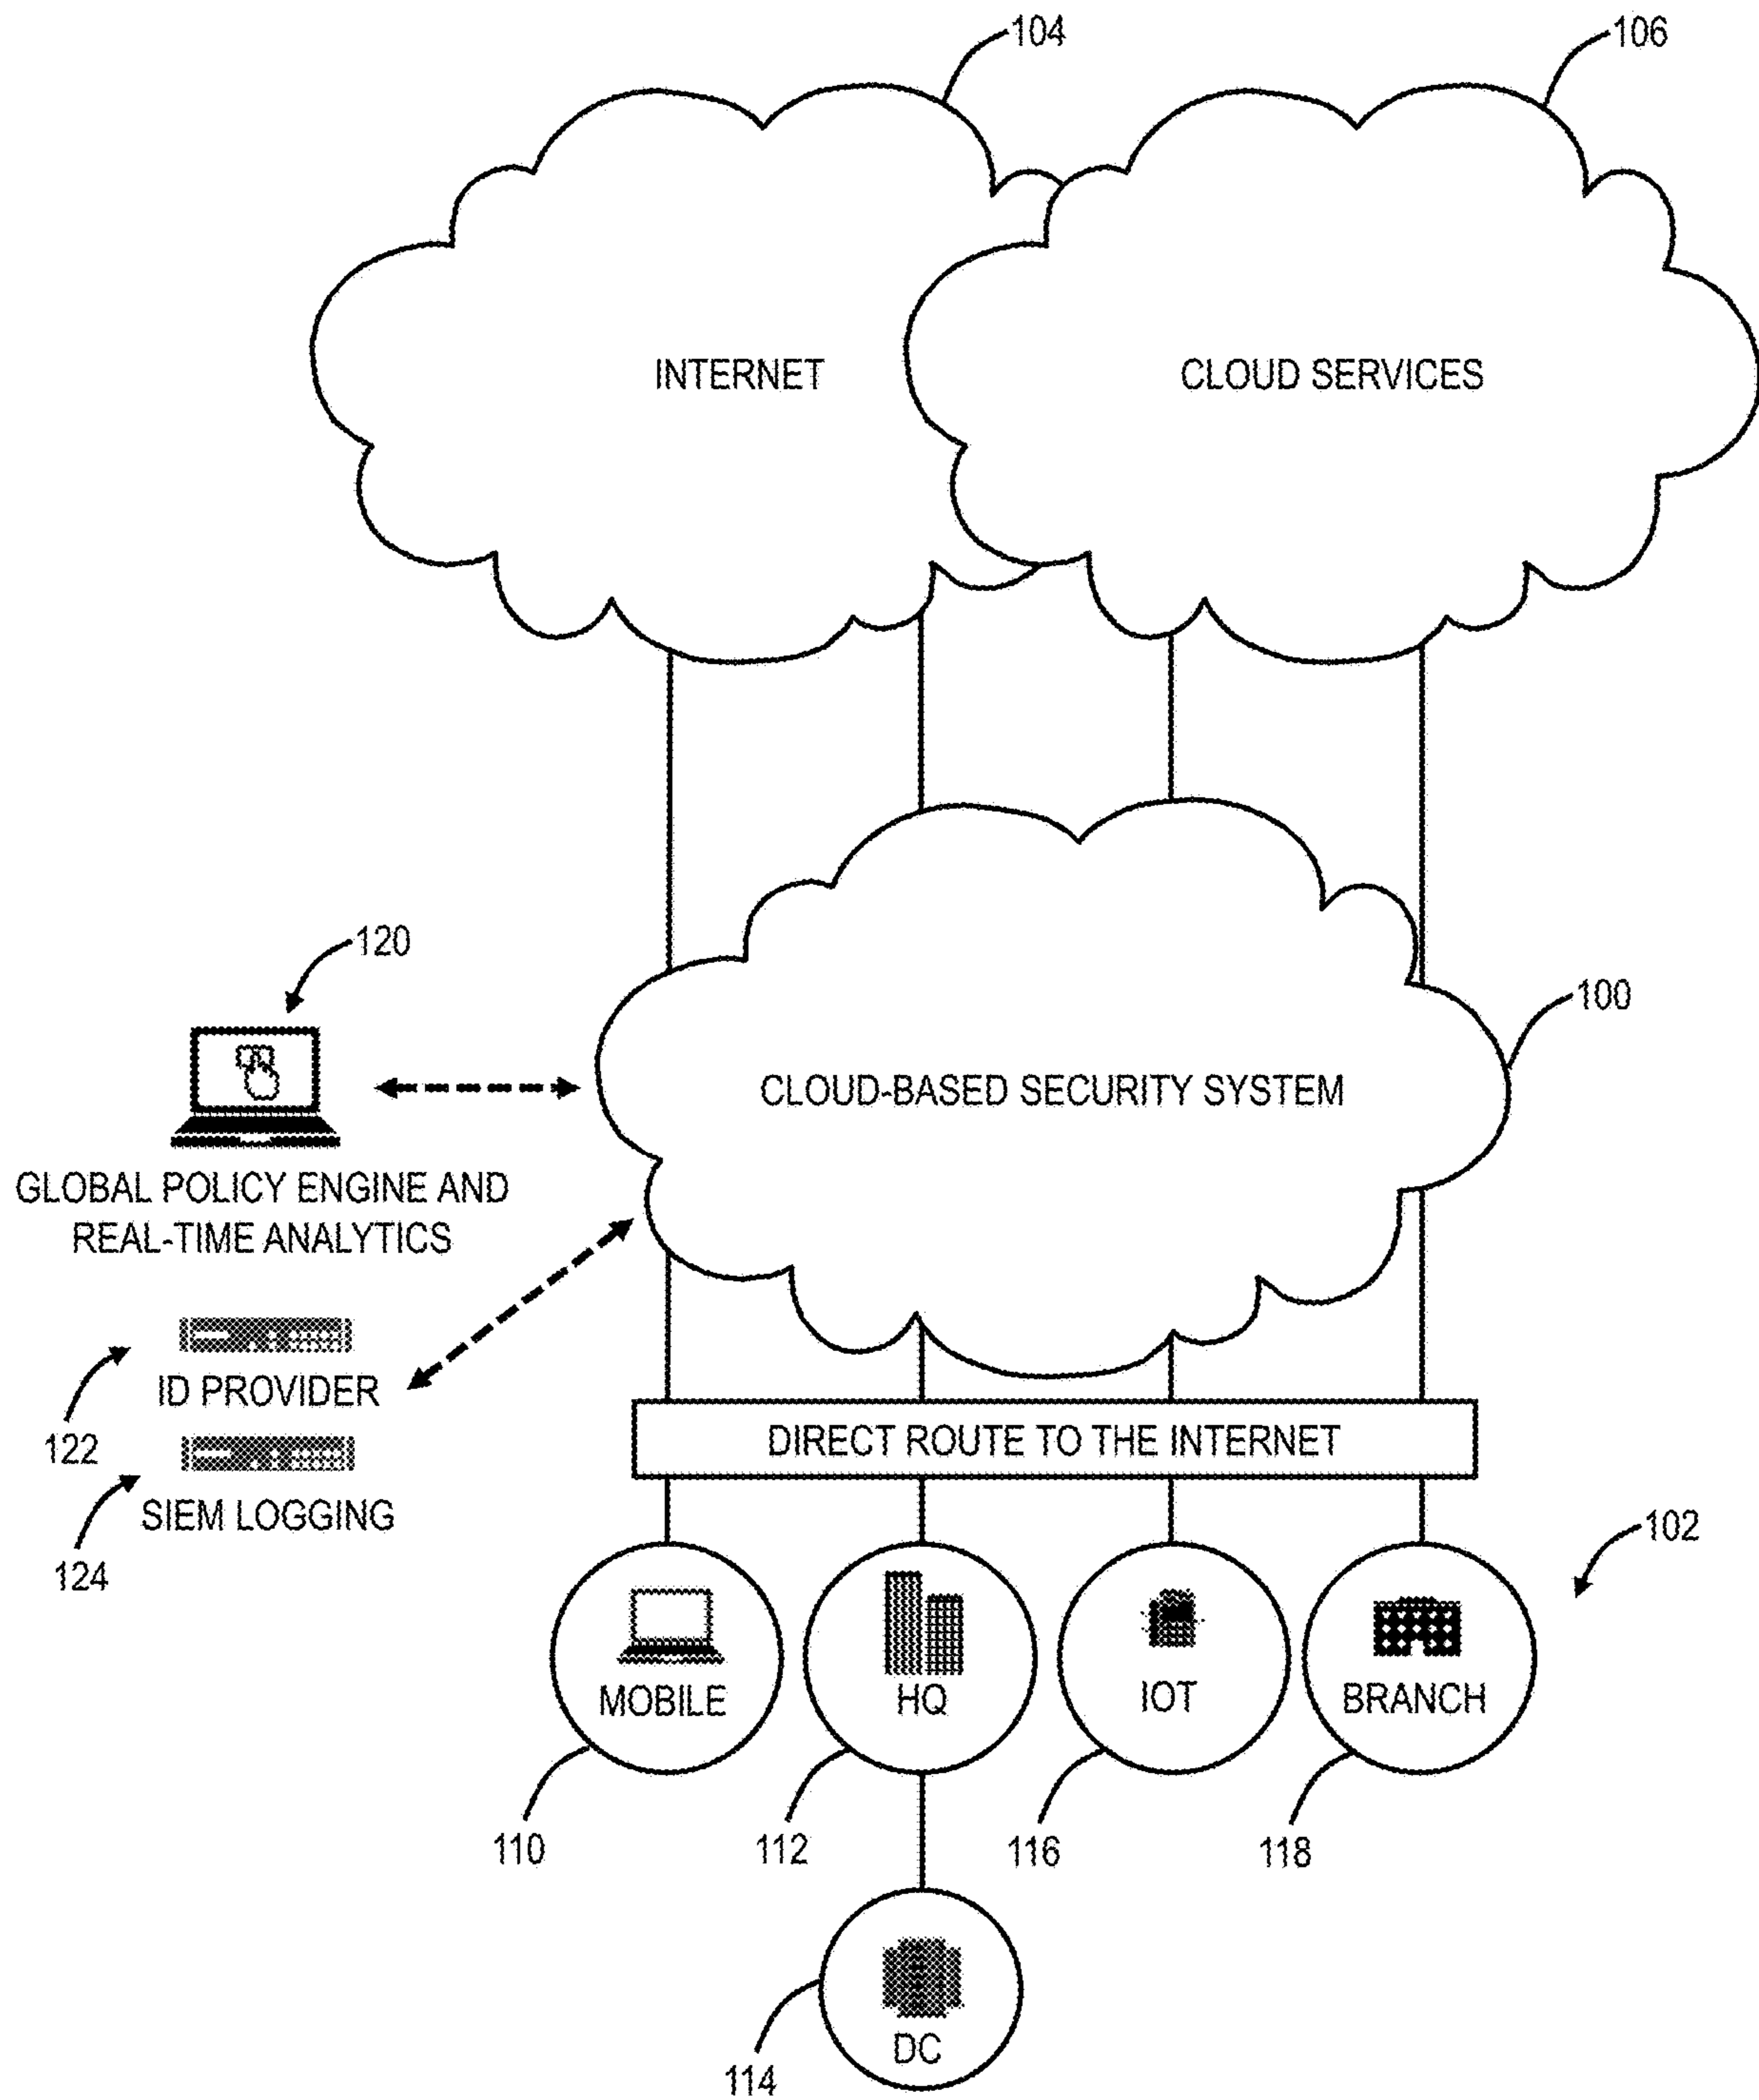 104
106
INTERNET
CLOUD SERVICES
120
100
CLOUD-BASED SECURITY SYSTEM
GLOBAL POLICY ENGINE AND
REAL-TIME ANALYTICS
ID PROVIDER
122
DIRECT ROUTE TO THE INTERNET
SIEM LOGGING
124
102
MOBILE
HQ
IOT
BRANCH
110
112
116
118
DC
114